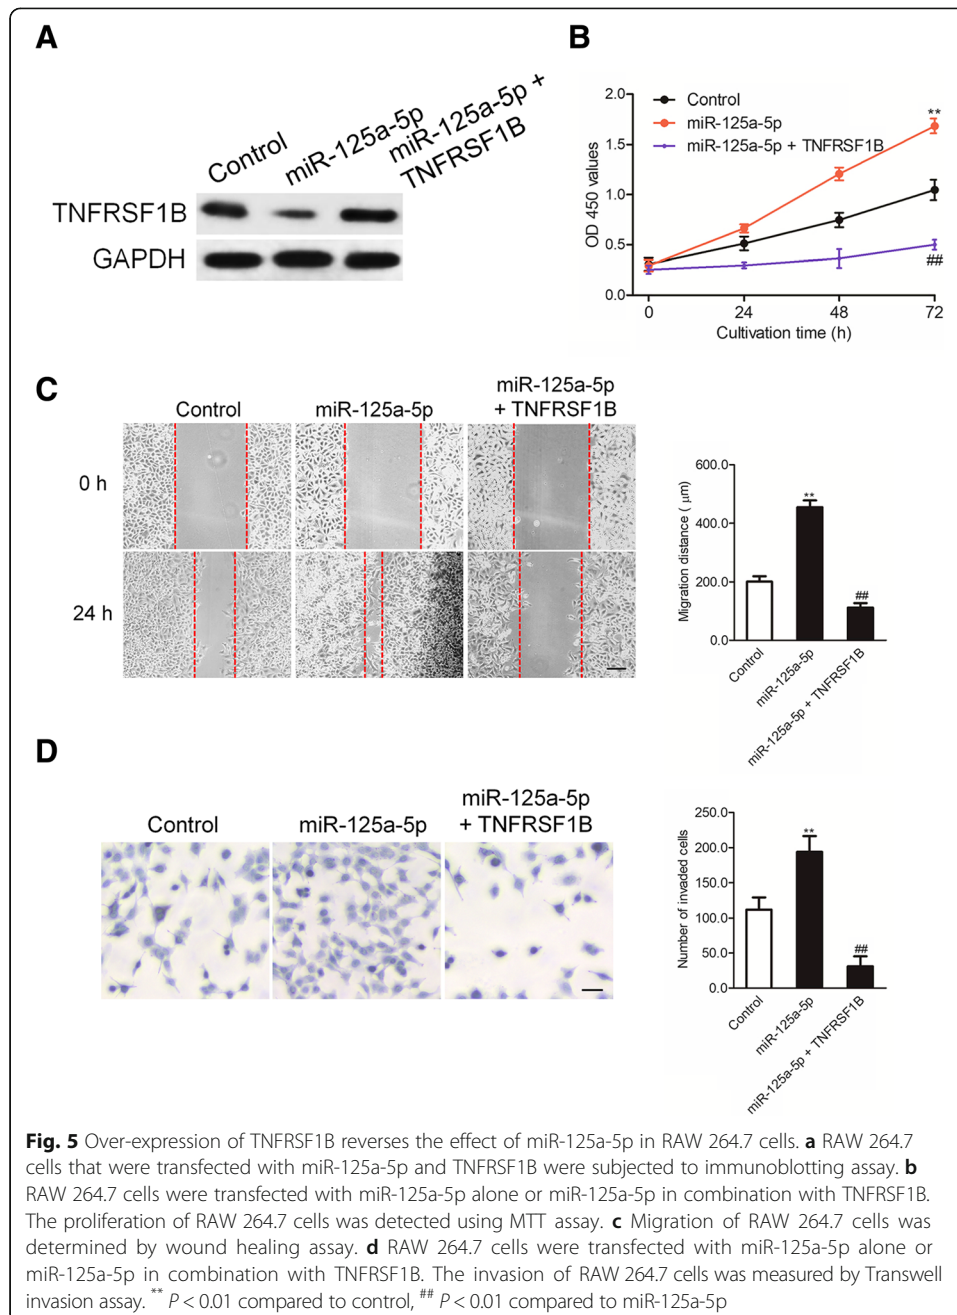 A
Control
miR-125a-5p
miR-125a-5p +
TNFRSF1B
TNFRSF1B
GAPDH
B
OD 450 values
2.0
1.5
1.0
0.5
0.0
Control
miR-125a-5p
miR-125a-5p + TNFRSF1B
**
##
0
24
48
72
Cultivation time (h)
C
Control
miR-125a-5p
miR-125a-5p
+ TNFRSF1B
0 h
24 h
Migration distance ( μm)
600.0
400.0
200.0
0.0
**
##
Control
miR-125a-5p
miR-125a-5p + TNFRSF1B
D
Control
miR-125a-5p
miR-125a-5p
+ TNFRSF1B
Number of invaded cells
250.0
200.0
150.0
100.0
50.0
0.0
**
##
Control
miR-125a-5p
miR-125a-5p + TNFRSF1B
Fig. 5 Over-expression of TNFRSF1B reverses the effect of miR-125a-5p in RAW 264.7 cells. a RAW 264.7
cells that were transfected with miR-125a-5p and TNFRSF1B were subjected to immunoblotting assay. b
RAW 264.7 cells were transfected with miR-125a-5p alone or miR-125a-5p in combination with TNFRSF1B.
The proliferation of RAW 264.7 cells was detected using MTT assay. c Migration of RAW 264.7 cells was
determined by wound healing assay. d RAW 264.7 cells were transfected with miR-125a-5p alone or
miR-125a-5p in combination with TNFRSF1B. The invasion of RAW 264.7 cells was measured by Transwell
invasion assay. ** P < 0.01 compared to control, ## P < 0.01 compared to miR-125a-5p